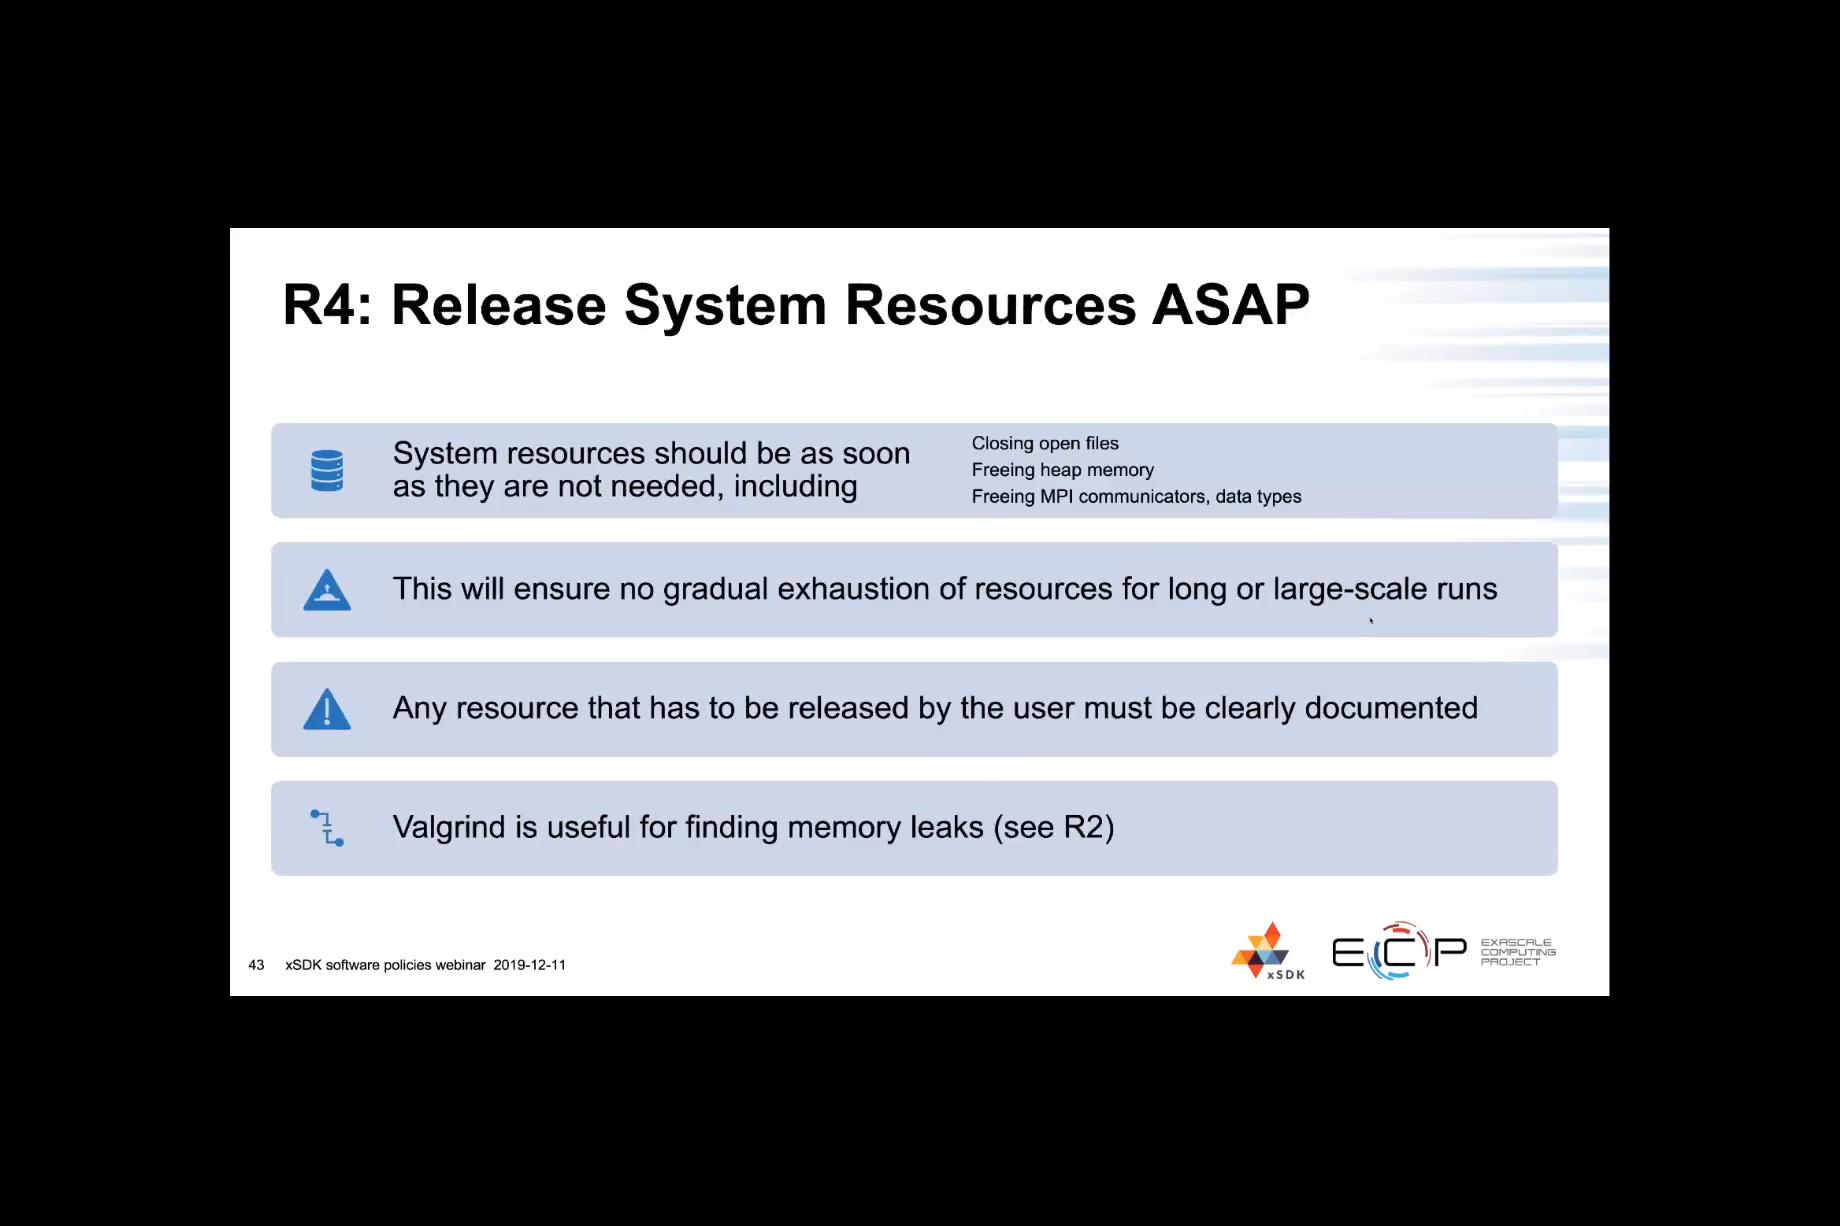 R4: Release System Resources ASAP
System resources should be as soon
as they are not needed, including
Closing open files
Freeing heap memory
Freeing MPI communicators, data types
This will ensure no gradual exhaustion of resources for long or large-scale runs
Any resource that has to be released by the user must be clearly documented
Valgrind is useful for finding memory leaks (see R2)
43 xSDK software policies webinar 2019-12-11
xSDK
ECP
EXASCALE
COMPUTING
PROJECT